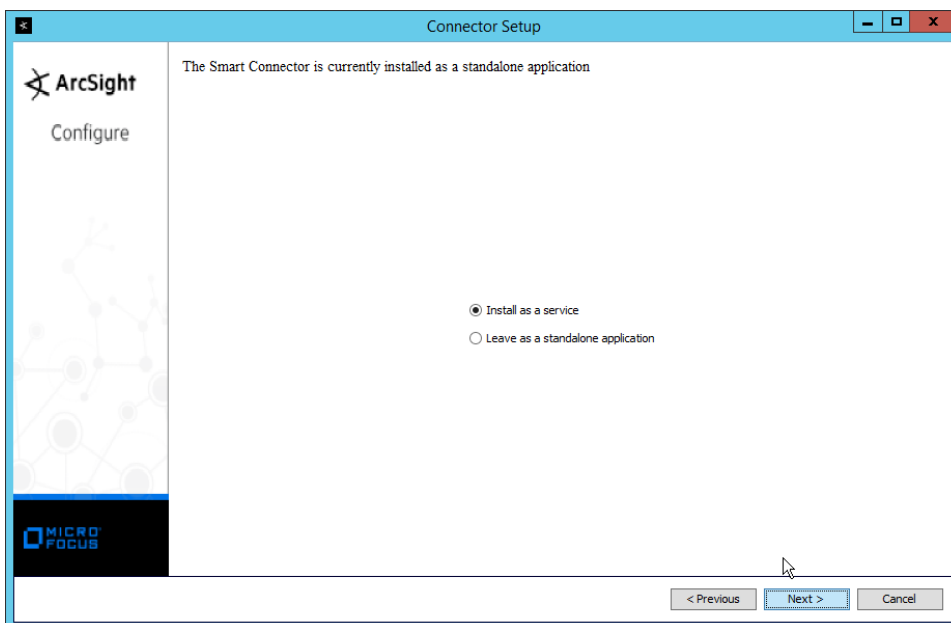 Connector Setup
ArcSight
Configure
The Smart Connector is currently installed as a standalone application
Install as a service
Leave as a standalone application
MICRO
FOCUS
< Previous
Next >
Cancel